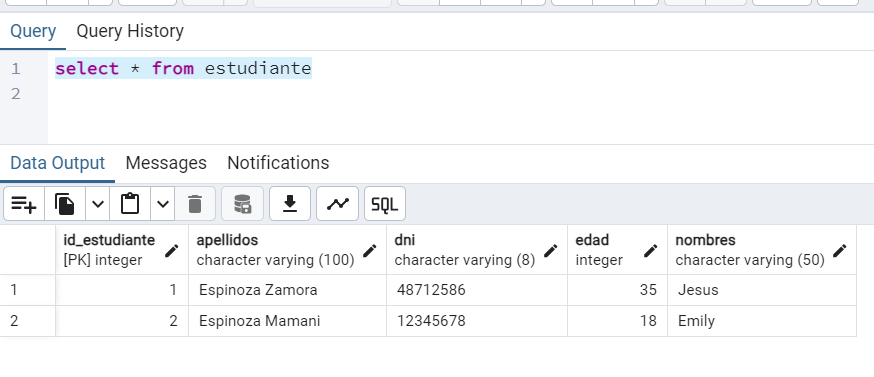 Query Query History
1 select * from estudiante
2
Data Output Messages Notifications
SQL
id_estudiante apellidos dni edad nombres
[PK] integer character varying (100) character varying (8) integer character varying (50)
1 1 Espinoza Zamora 48712586 35 Jesus
2 2 Espinoza Mamani 12345678 18 Emily